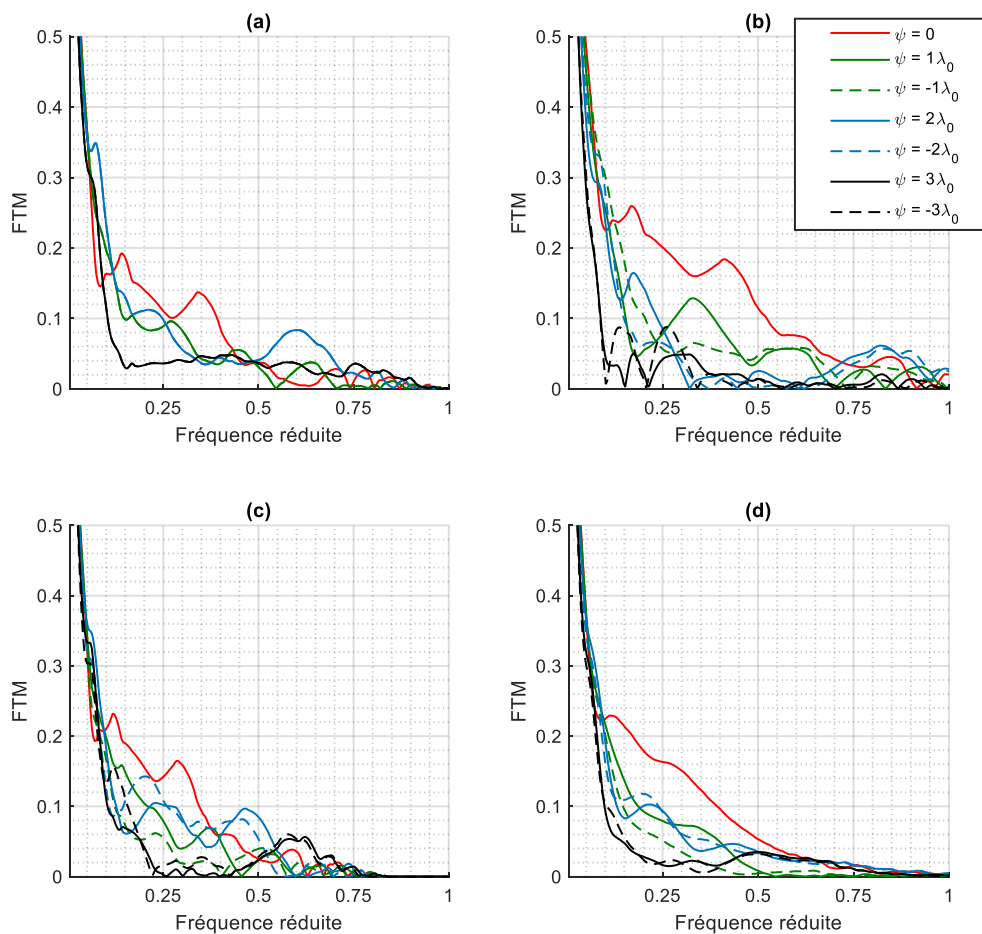 (a)
0.5
0.4
0.3
0.2
0.1
0
FTM
0.25
0.5
0.75
1
Fréquence réduite
(b)
0.5
0.4
0.3
0.2
0.1
0
FTM
0.25
0.5
0.75
1
Fréquence réduite
ψ = 0
ψ = 1λ₀
ψ = -1λ₀
ψ = 2λ₀
ψ = -2λ₀
ψ = 3λ₀
ψ = -3λ₀
(c)
0.5
0.4
0.3
0.2
0.1
0
FTM
0.25
0.5
0.75
1
Fréquence réduite
(d)
0.5
0.4
0.3
0.2
0.1
0
FTM
0.25
0.5
0.75
1
Fréquence réduite